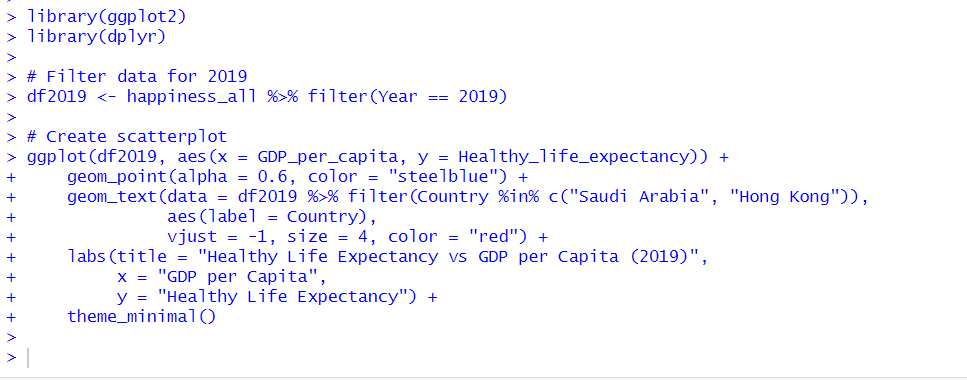 > library(ggplot2)
> library(dplyr)
>
> # Filter data for 2019
> df2019 <- happiness_all %>% filter(Year == 2019)
>
> # Create scatterplot
> ggplot(df2019, aes(x = GDP_per_capita, y = Healthy_life_expectancy)) +
+     geom_point(alpha = 0.6, color = "steelblue") +
+     geom_text(data = df2019 %>% filter(Country %in% c("Saudi Arabia", "Hong Kong")),
+               aes(label = Country),
+               vjust = -1, size = 4, color = "red") +
+     labs(title = "Healthy Life Expectancy vs GDP per Capita (2019)",
+          x = "GDP per Capita",
+          y = "Healthy Life Expectancy") +
+     theme_minimal()
>
>